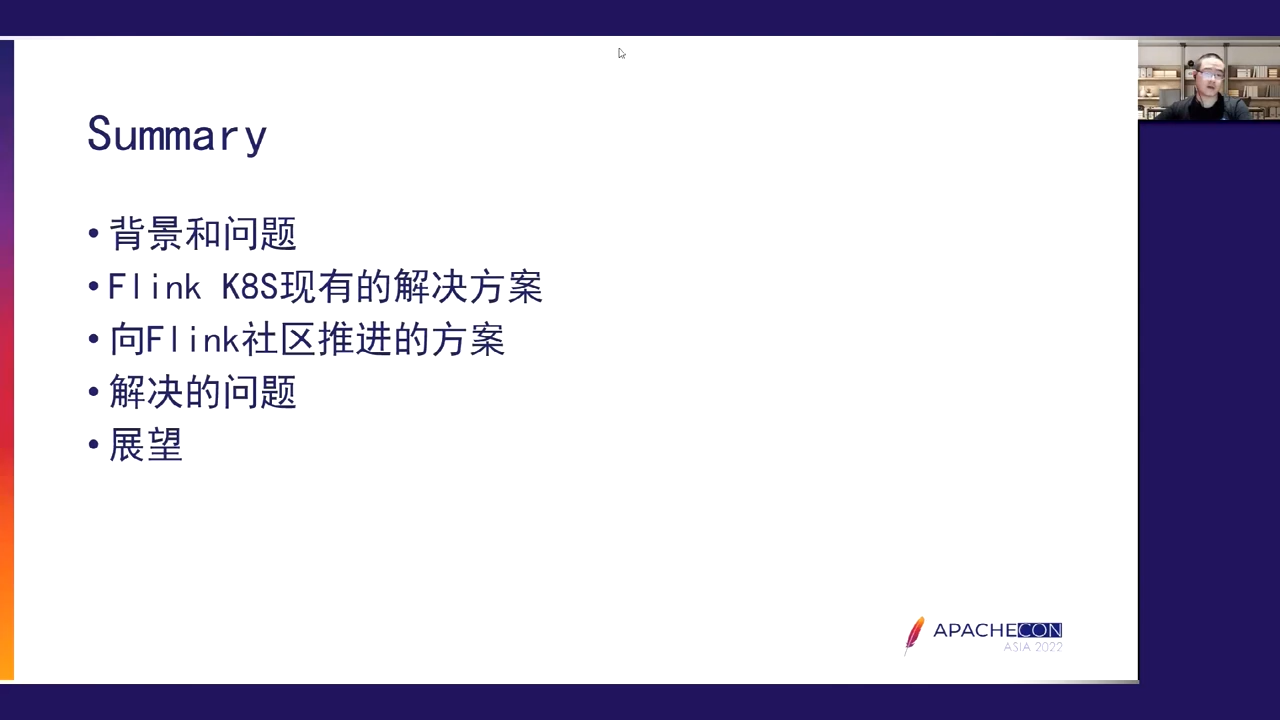 Summary
• 背景和问题
• Flink K8S现有的解决方案
• 向Flink社区推进的方案
• 解决的问题
• 展望
APACHECON
ASIA 2022